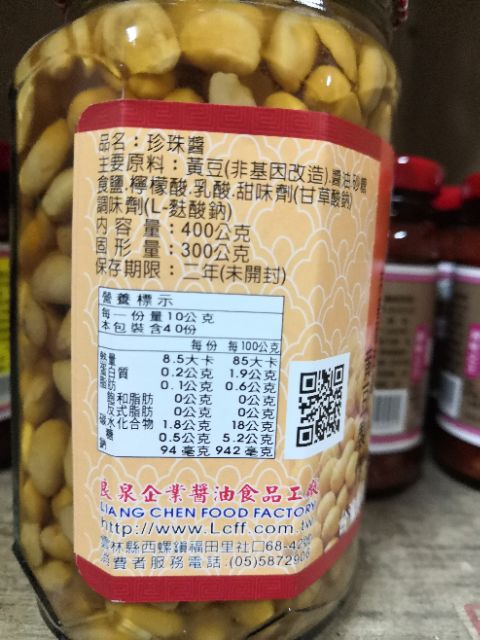 品名：珍珠醬
主要原料：黃豆(非基因改造).醬油.砂糖
食鹽.檸檬酸.乳酸.甜味劑(甘草酸鈉)
調味劑(L-麩酸鈉)
內容量：400公克
固形量：300公克
保存期限：二年(未開封)
營養標示
每一份量10公克
本包裝含40份
每份 每100公克
熱量 8.5大卡 85大卡
蛋白質 0.2公克 1.9公克
脂肪 0.1公克 0.6公克
飽和脂肪 0公克 0公克
反式脂肪 0公克 0公克
碳水化合物 1.8公克 18公克
糖 0.5公克 5.2公克
鈉 94毫克 942毫克
良泉企業醬油食品工廠
LIANG CHEN FOOD FACTORY
http://www.Lcff.com.tw
雲林縣西螺鎮福田里社口68-42號
消費者服務電話:(05)5872906